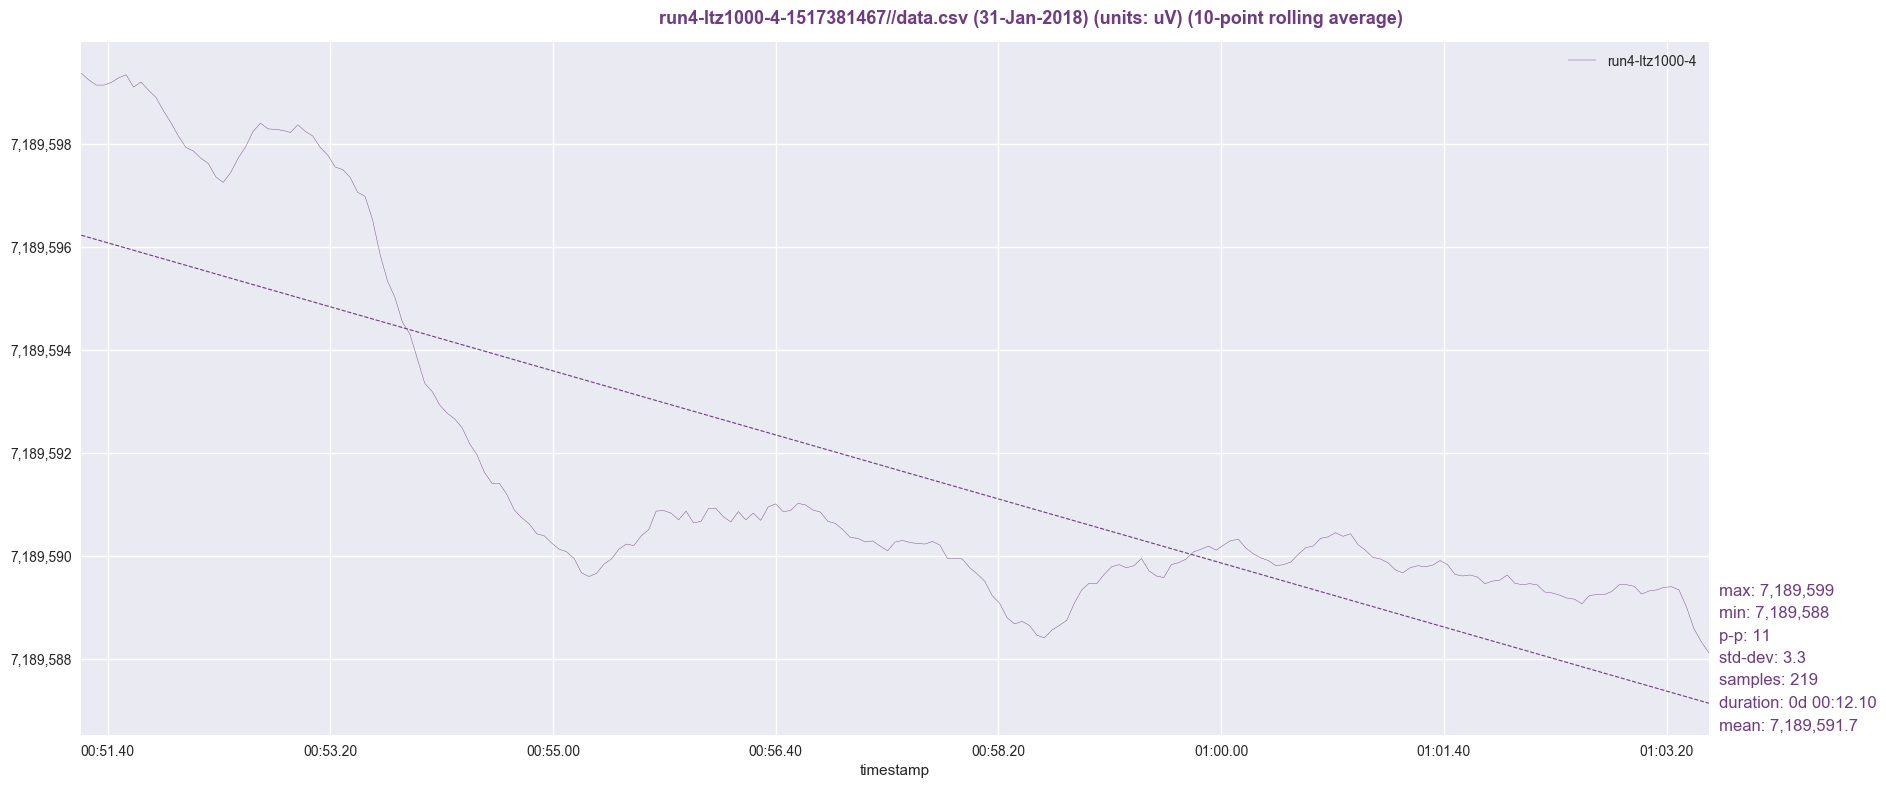 run4-ltz1000-4-1517381467//data.csv (31-Jan-2018) (units: uV) (10-point rolling average)
run4-ltz1000-4
7,189,598
7,189,596
7,189,594
7,189,592
7,189,590
7,189,588
max: 7,189,599
min: 7,189,588
p-p: 11
std-dev: 3.3
samples: 219
duration: 0d 00:12.10
mean: 7,189,591.7
00:51.40 00:53.20 00:55.00 00:56.40 00:58.20 01:00.00 01:01.40 01:03.20
timestamp